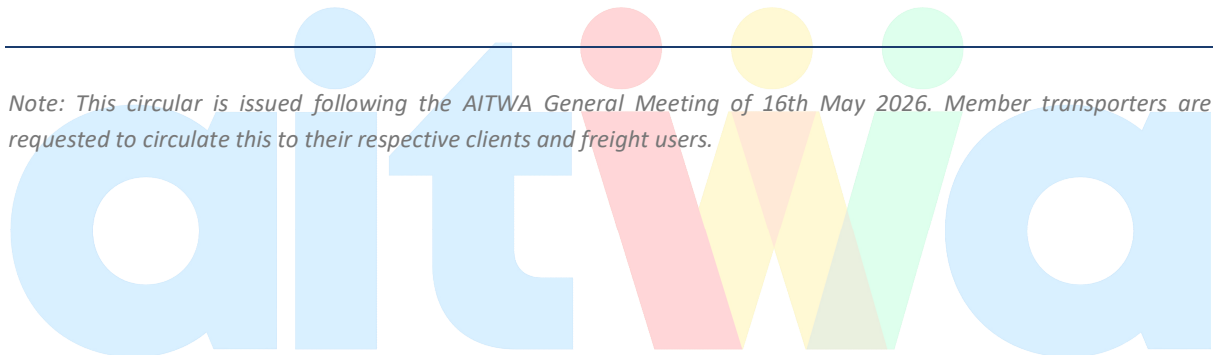 Note: This circular is issued following the AITWA General Meeting of 16th May 2026. Member transporters are
requested to circulate this to their respective clients and freight users.
aitwa